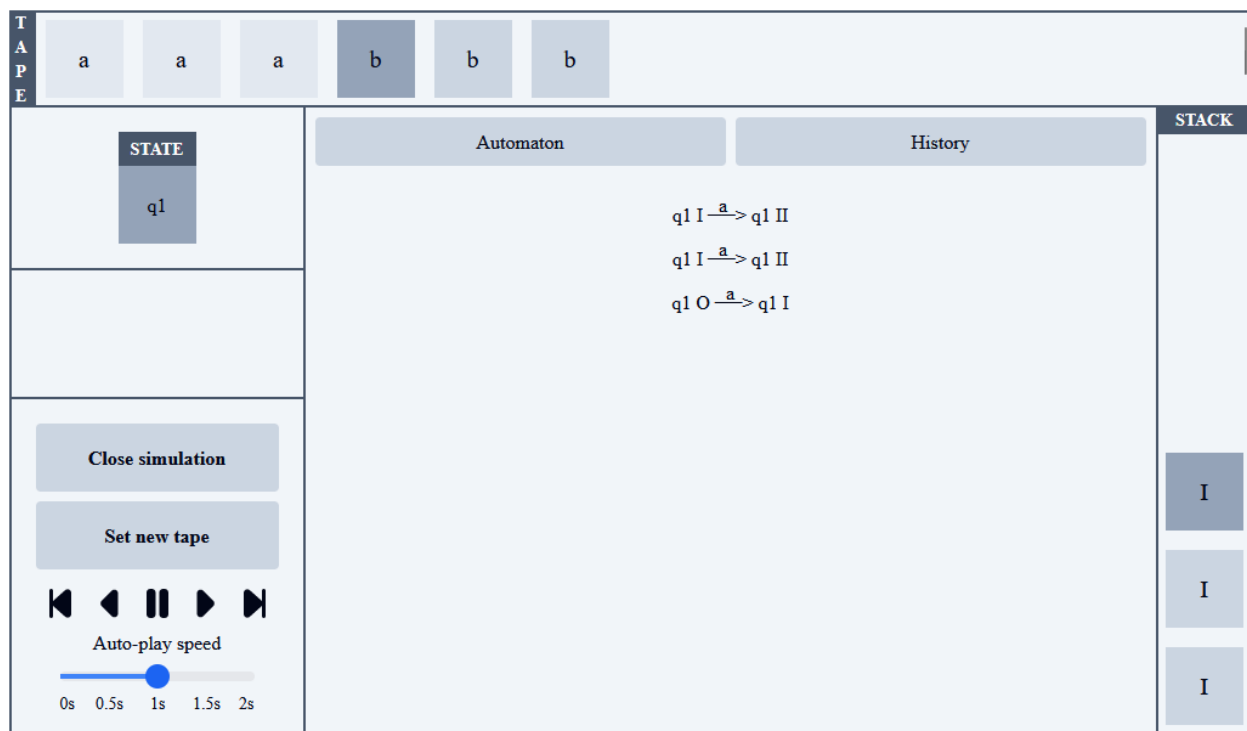 TAPE
a a a b b b
STATE
q1
Automaton History
q1 I —a—> q1 II
q1 I —a—> q1 II
q1 O —a—> q1 I
Close simulation
Set new tape
Auto-play speed
0s 0.5s 1s 1.5s 2s
STACK
I
I
I